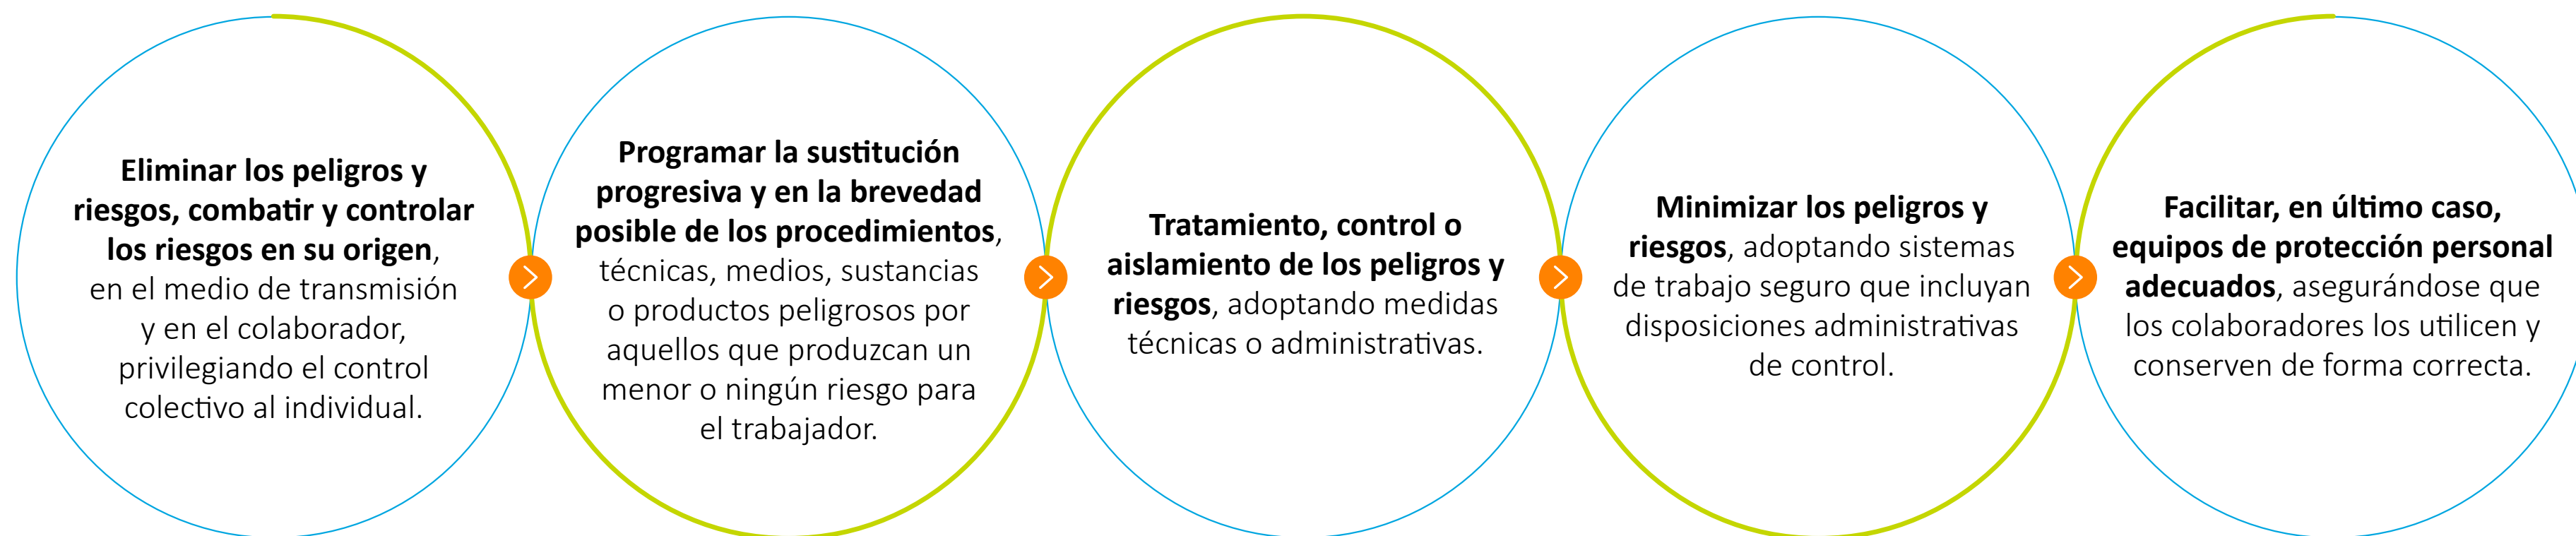 Eliminar los peligros y
riesgos, combatir y controlar
los riesgos en su origen,
en el medio de transmisión
y en el colaborador,
privilegiando el control
colectivo al individual.
Programar la sustitución
progresiva y en la brevedad
posible de los procedimientos,
técnicas, medios, sustancias
o productos peligrosos por
aquellos que produzcan un
menor o ningún riesgo para
el trabajador.
Tratamiento, control o
aislamiento de los peligros y
riesgos, adoptando medidas
técnicas o administrativas.
Minimizar los peligros y
riesgos, adoptando sistemas
de trabajo seguro que incluyan
disposiciones administrativas
de control.
Facilitar, en último caso,
equipos de protección personal
adecuados, asegurándose que
los colaboradores los utilicen y
conserven de forma correcta.